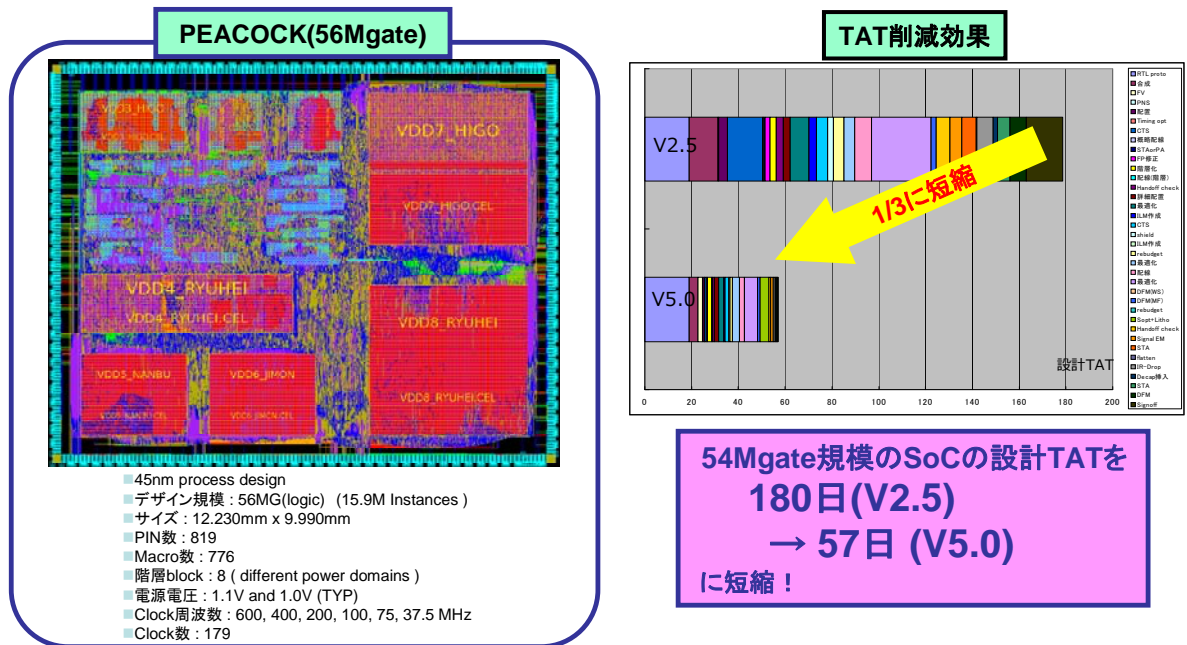 PEACOCK(56Mgate)
VDD7_HIGO
VDD7_HIGO.CEL
VDD4_RYUHEI
VDD4_RYUHEI.CEL
VDD8_RYUHEI
VDD8_RYUHEI.CEL
VDD5_NANBU
VDD6_JIMON
VDD6_JIMON.CEL
45nm process design
デザイン規模 : 56MG(logic) (15.9M Instances )
サイズ : 12.230mm x 9.990mm
PIN数 : 819
Macro数 : 776
階層block : 8 ( different power domains )
電源電圧 : 1.1V and 1.0V (TYP)
Clock周波数 : 600, 400, 200, 100, 75, 37.5 MHz
Clock数 : 179
TAT削減効果
V2.5
1/3に短縮
V5.0
設計TAT
0 20 40 60 80 100 120 140 160 180 200
RTL proto
合成
FV
PNS
配置
Timing opt
CTS
概略配線
STAorPA
FP修正
階層化
配線(階層)
Handoff check
詳細配置
最適化
ILM作成
CTS
shield
ILM作成
rebudget
最適化
配線
最適化
DFM(WS)
DFM(MF)
rebudget
Sopt+Litho
Handoff check
Signal EM
STA
flatten
IR-Drop
Decap挿入
STA
DFM
Signoff
54Mgate規模のSoCの設計TATを
180日(V2.5)
→ 57日 (V5.0)
に短縮！